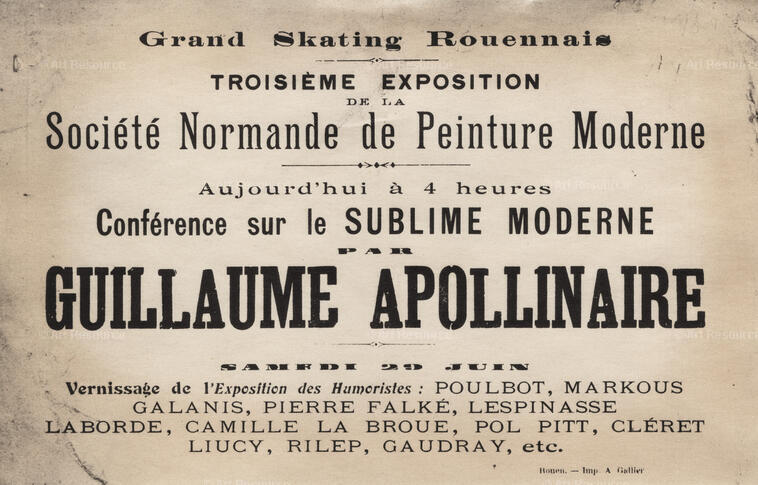 Grand Skating Rouennais
TROISIÈME EXPOSITION
DE LA
Société Normande de Peinture Moderne
Aujourd'hui à 4 heures
Conférence sur le SUBLIME MODERNE
PAR
GUILLAUME APOLLINAIRE
SAMEDI 29 JUIN
Vernissage de l'Exposition des Humoristes : POULBOT, MARKOUS
GALANIS, PIERRE FALKÉ, LESPINASSE
LABORDE, CAMILLE LA BROUE, POL PITT, CLÉRET
LIUCY, RILEP, GAUDRAY, etc.
Rouen. — Imp. A Gallier